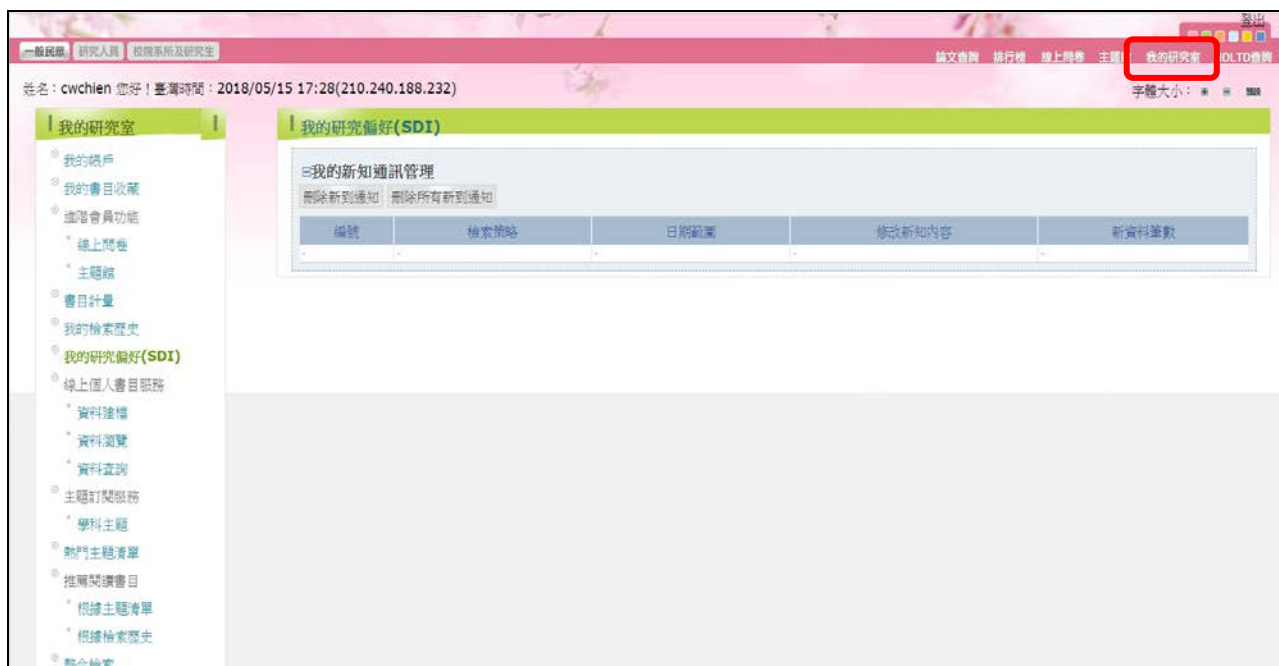 登出
一般民眾 研究人員 校院系所及研究生
論文查詢 排行榜 線上問卷 主題館 我的研究室 NDLTD查詢
姓名：cwchien 您好！臺灣時間：2018/05/15 17:28(210.240.188.232)
字體大小：
我的研究室
我的帳戶
我的書目收藏
進階會員功能
線上問卷
主題館
書目計量
我的檢索歷史
我的研究偏好(SDI)
線上個人書目服務
資料建檔
資料瀏覽
資料查詢
主題訂閱服務
學科主題
熱門主題清單
推薦閱讀書目
根據主題清單
根據檢索歷史
整合檢索
我的研究偏好(SDI)
⊟我的新知通訊管理
刪除新到通知 刪除所有新到通知
編號 檢索策略 日期範圍 修改新知內容 新資料筆數
- - - - -